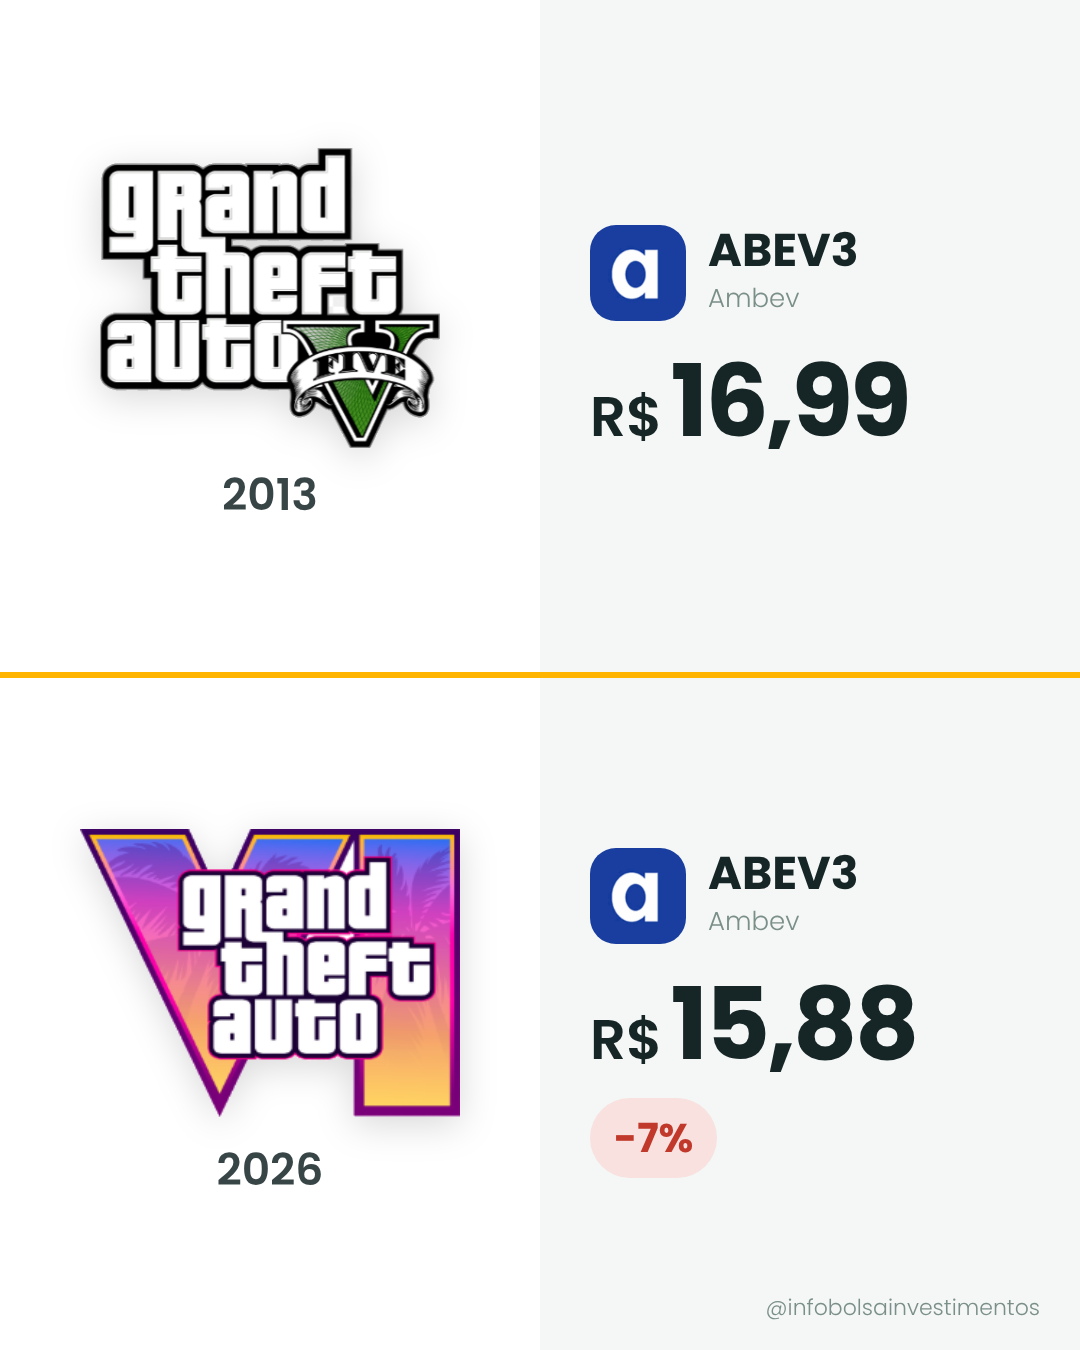 grand
theft
auto
FIVE
V
2013
a
ABEV3
Ambev
R$ 16,99
VI
grand
theft
auto
2026
a
ABEV3
Ambev
R$ 15,88
-7%
@infobolsainvestimentos